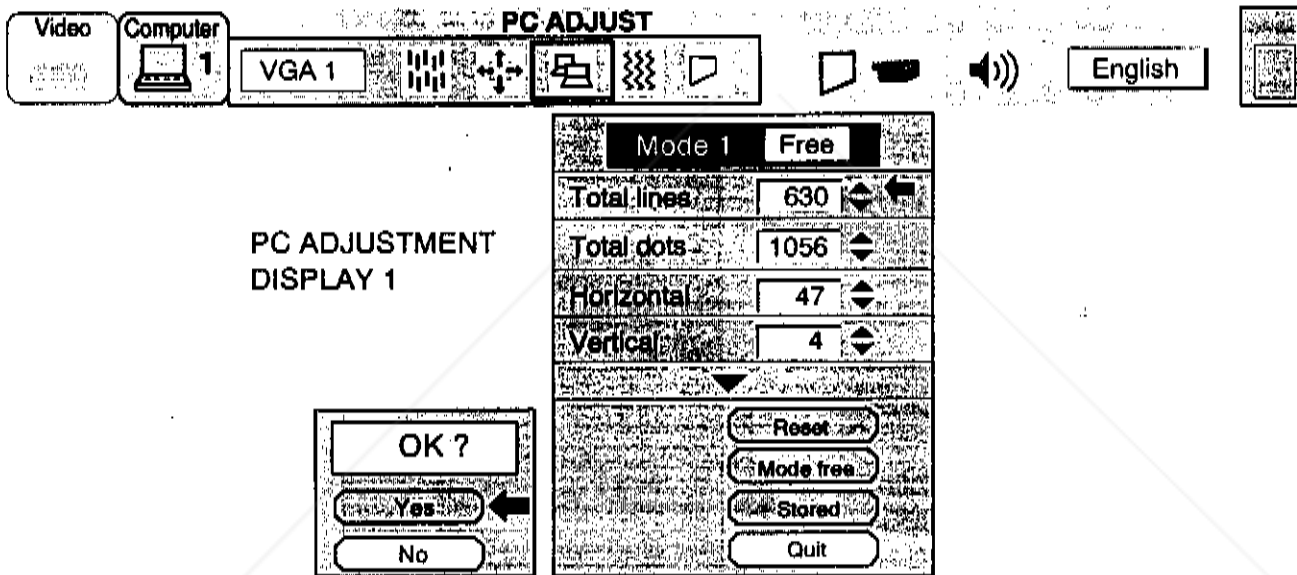 PC ADJUST
Video
Computer
1
VGA 1
English
Mode 1 Free
Total lines 630
Total dots 1056
Horizontal 47
Vertical 4
PC ADJUSTMENT
DISPLAY 1
Reset
Mode free
Stored
Quit
OK ?
Yes
No